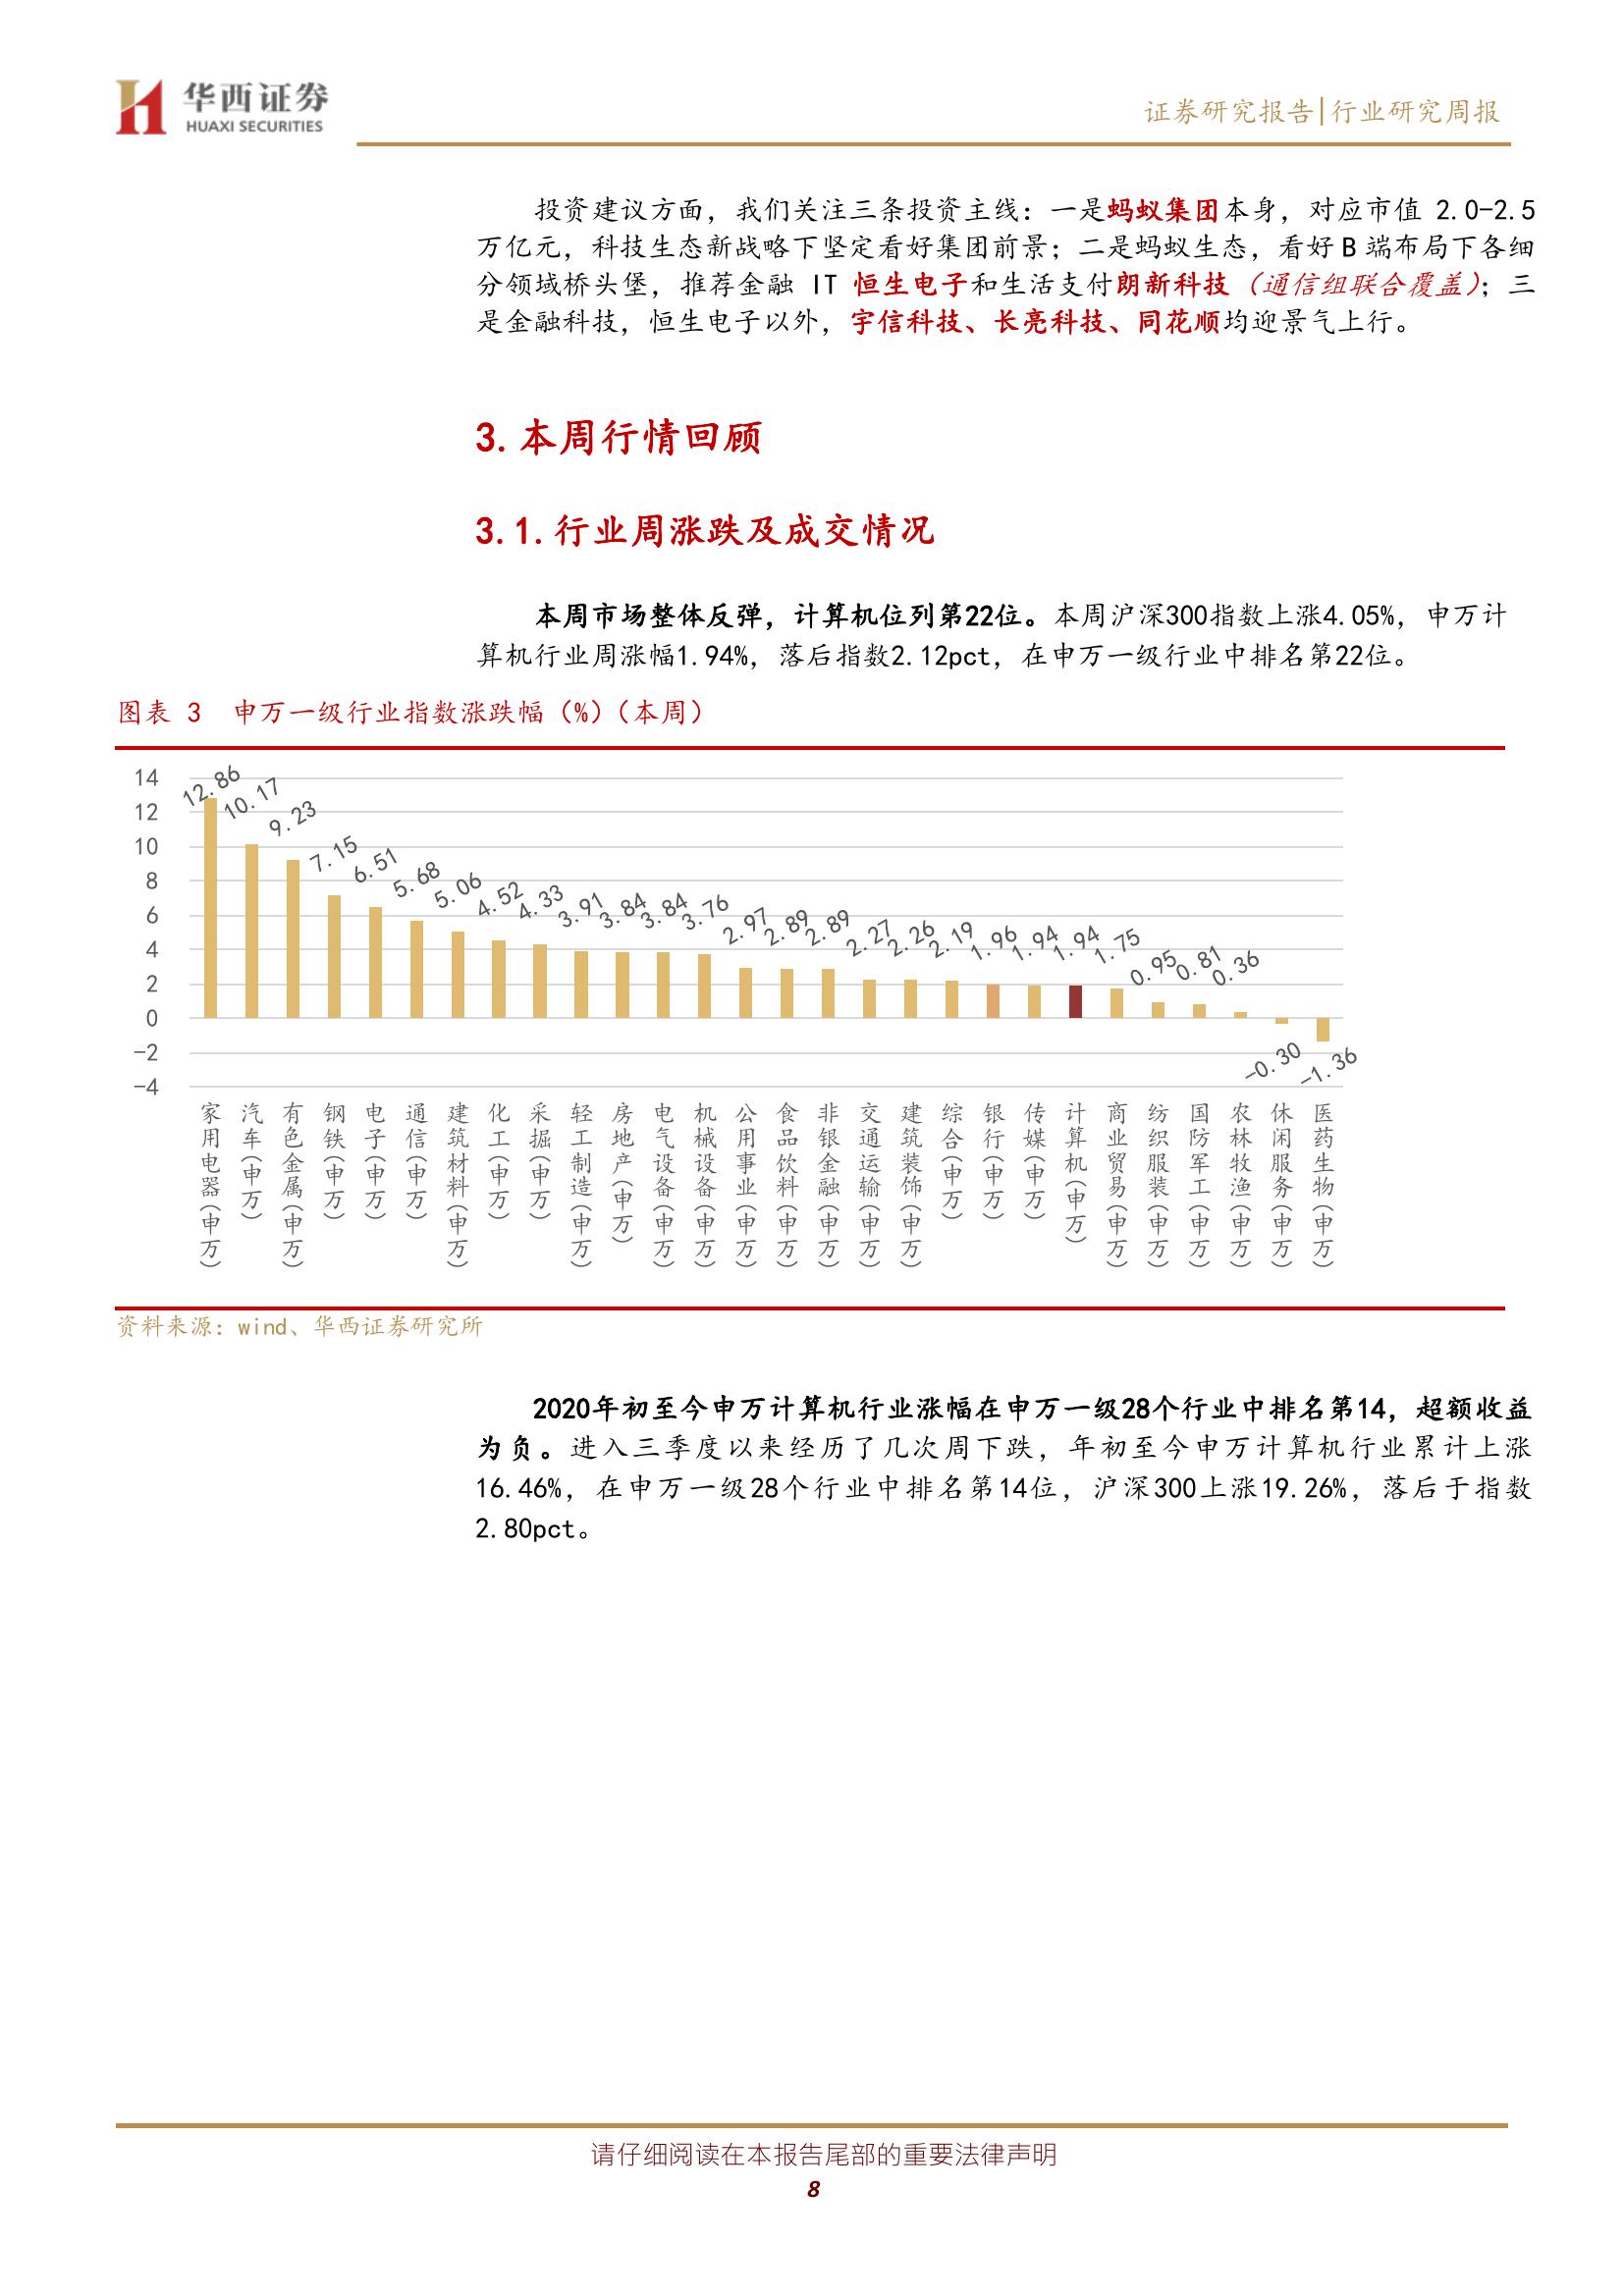 华西证券
HUAXI SECURITIES
证券研究报告|行业研究周报
投资建议方面，我们关注三条投资主线：一是蚂蚁集团本身，对应市值 2.0-2.5
万亿元，科技生态新战略下坚定看好集团前景；二是蚂蚁生态，看好 B 端布局下各细
分领域桥头堡，推荐金融 IT 恒生电子和生活支付朗新科技（通信组联合覆盖）；三
是金融科技，恒生电子以外，宇信科技、长亮科技、同花顺均迎景气上行。
3.本周行情回顾
3.1.行业周涨跌及成交情况
本周市场整体反弹，计算机位列第22位。本周沪深300指数上涨4.05%，申万计
算机行业周涨幅1.94%，落后指数2.12pct，在申万一级行业中排名第22位。
图表 3 申万一级行业指数涨跌幅（%）（本周）
14
12
10
8
6
4
2
0
-2
-4
12.86
10.17
9.23
7.15
6.51
5.68
5.06
4.52
4.33
3.91
3.84
3.84
3.76
2.97
2.89
2.89
2.27
2.26
2.19
1.96
1.94
1.94
1.75
0.95
0.81
0.36
-0.30
-1.36
家用电器(申万)
汽车(申万)
有色金属(申万)
钢铁(申万)
电子(申万)
通信(申万)
建筑材料(申万)
化工(申万)
采掘(申万)
轻工制造(申万)
房地产(申万)
电气设备(申万)
机械设备(申万)
公用事业(申万)
食品饮料(申万)
非银金融(申万)
交通运输(申万)
建筑装饰(申万)
综合(申万)
银行(申万)
传媒(申万)
计算机(申万)
商业贸易(申万)
纺织服装(申万)
国防军工(申万)
农林牧渔(申万)
休闲服务(申万)
医药生物(申万)
资料来源：wind、华西证券研究所
2020年初至今申万计算机行业涨幅在申万一级28个行业中排名第14，超额收益
为负。进入三季度以来经历了几次周下跌，年初至今申万计算机行业累计上涨
16.46%，在申万一级28个行业中排名第14位，沪深300上涨19.26%，落后于指数
2.80pct。
请仔细阅读在本报告尾部的重要法律声明
8